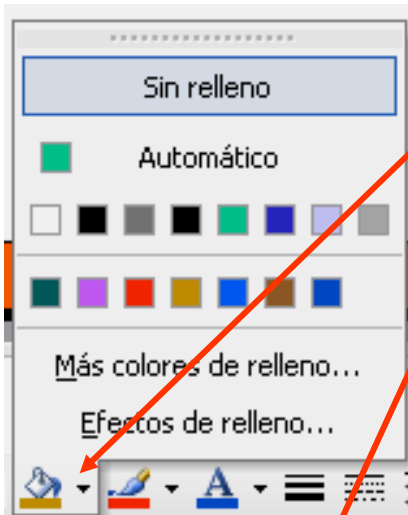 Sin relleno
Automático
Más colores de relleno...
Efectos de relleno...
A